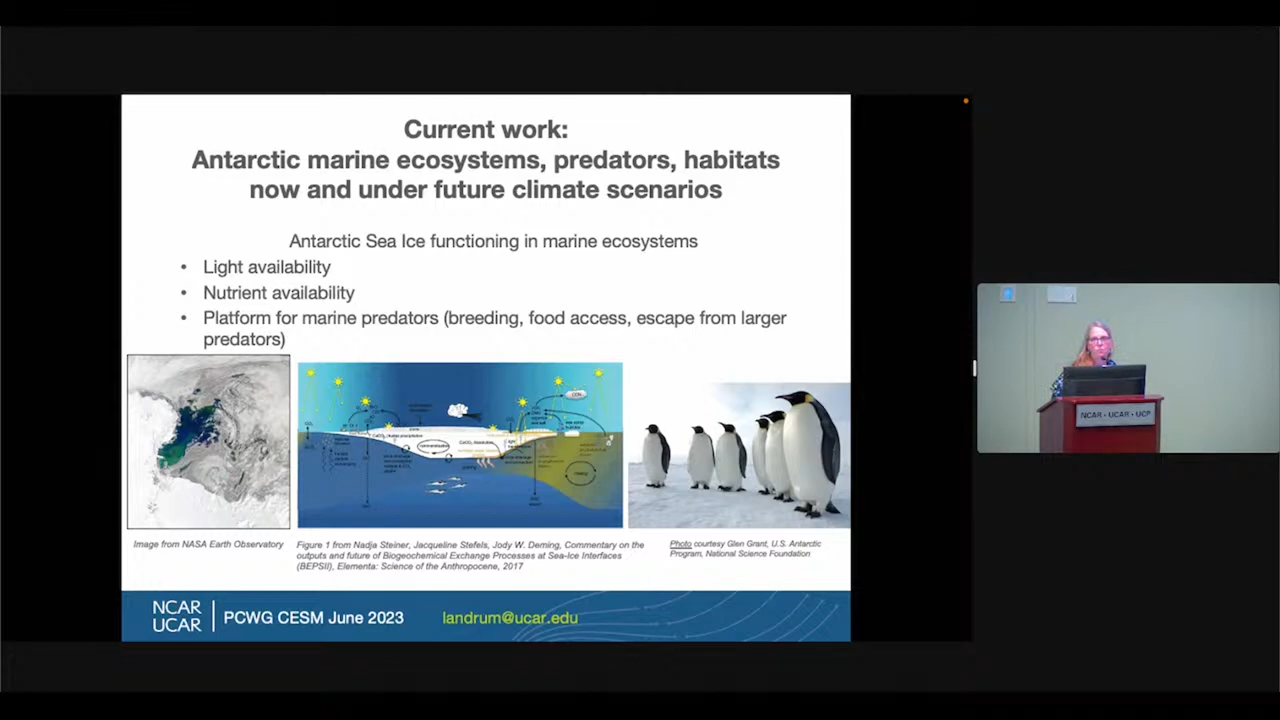 Current work:
Antarctic marine ecosystems, predators, habitats
now and under future climate scenarios
Antarctic Sea Ice functioning in marine ecosystems
• Light availability
• Nutrient availability
• Platform for marine predators (breeding, food access, escape from larger
predators)
Image from NASA Earth Observatory
Figure 1 from Nadja Steiner, Jacqueline Stefels, Jody W. Deming, Commentary on the
outputs and future of Biogeochemical Exchange Processes at Sea-Ice Interfaces
(BEPSII), Elementa: Science of the Anthropocene, 2017
Photo courtesy Glen Grant, U.S. Antarctic
Program, National Science Foundation
NCAR
UCAR
PCWG CESM June 2023
landrum@ucar.edu
NCAR • UCAR • UCP